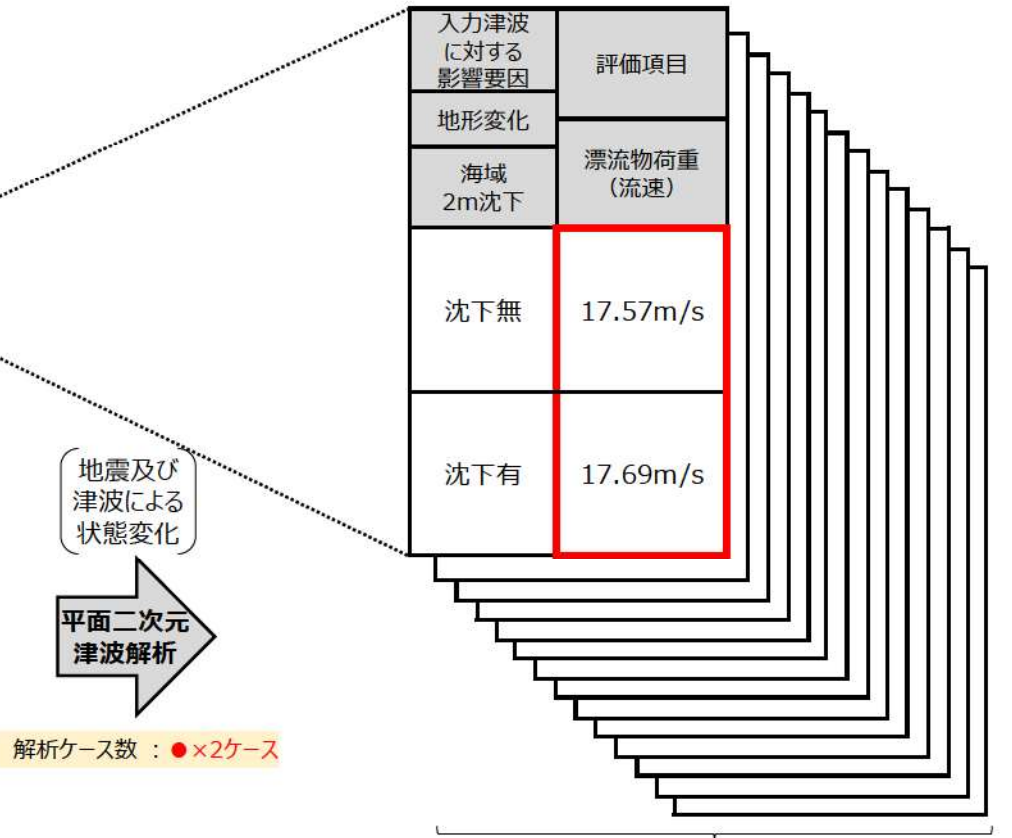 入力津波
に対する
影響要因
評価項目
地形変化
海域
2m沈下
漂流物荷重
（流速）
沈下無
17.57m/s
沈下有
17.69m/s
地震及び
津波による
状態変化
平面二次元
津波解析
解析ケース数 ：●×2ケース